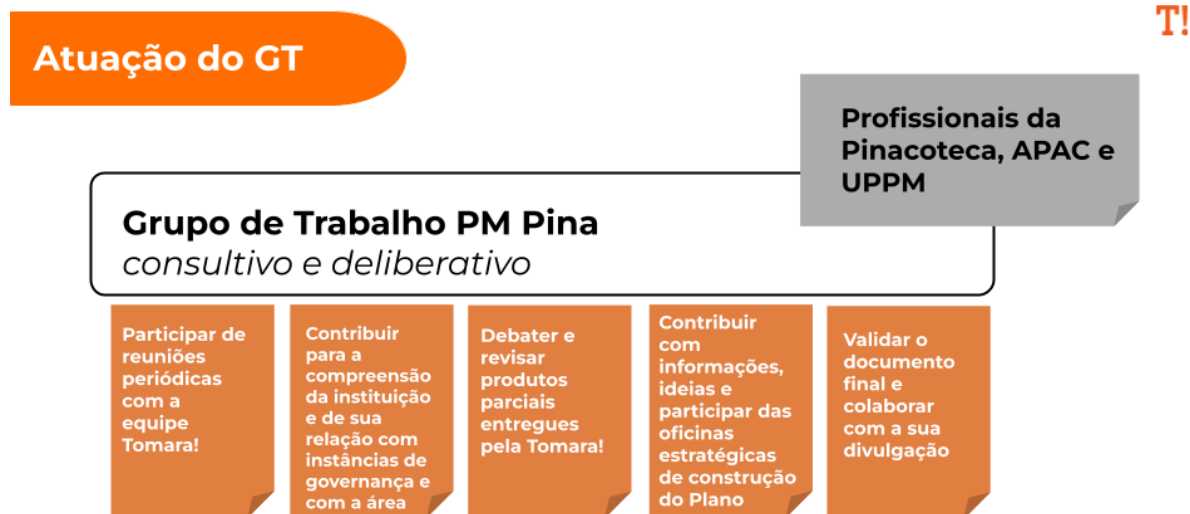 T!
Atuação do GT
Profissionais da
Pinacoteca, APAC e
UPPM
Grupo de Trabalho PM Pina
consultivo e deliberativo
Participar de
reuniões
periódicas
com a
equipe
Tomara!
Contribuir
para a
compreensão
da instituição
e de sua
relação com
instâncias de
governança e
com a área
Debater e
revisar
produtos
parciais
entregues
pela Tomara!
Contribuir
com
informações,
ideias e
participar das
oficinas
estratégicas
de construção
do Plano
Validar o
documento
final e
colaborar
com a sua
divulgação